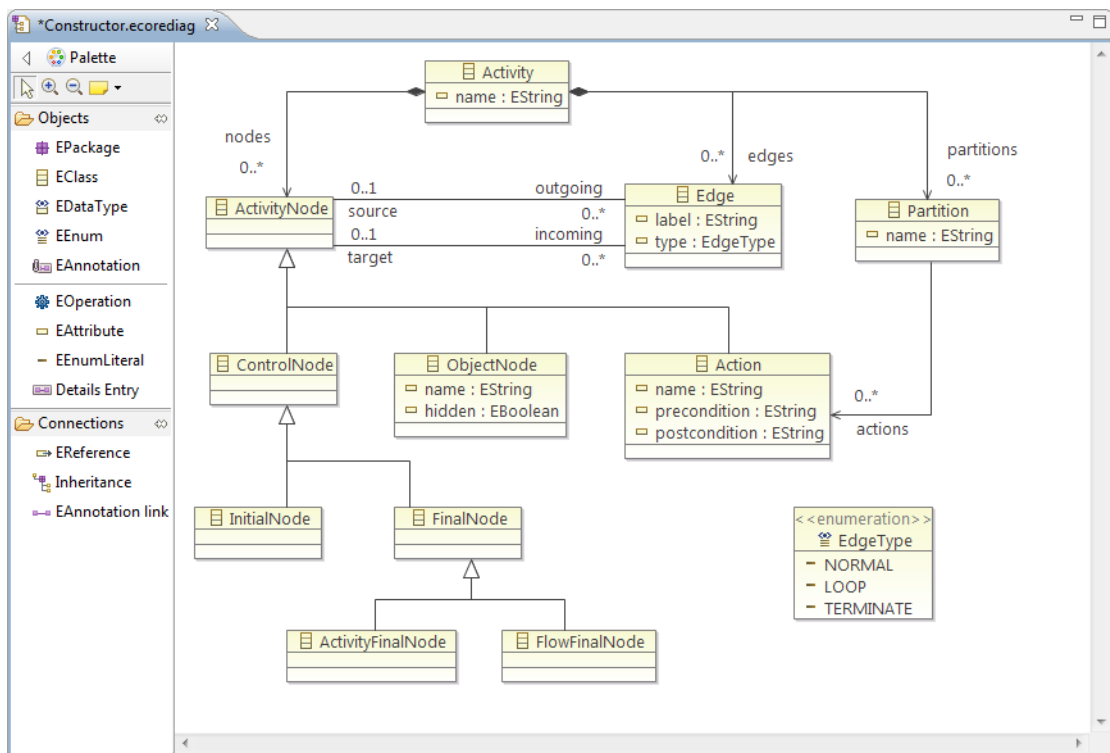 *Constructor.ecorediag
Palette
Objects
EPackage
EClass
EDataType
EEnum
EAnnotation
EOperation
EAttribute
EEnumLiteral
Details Entry
Connections
EReference
Inheritance
EAnnotation link
Activity
name : EString
nodes
0..*
0..*
edges
partitions
0..*
ActivityNode
0..1
source
0..1
target
outgoing
0..*
incoming
0..*
Edge
label : EString
type : EdgeType
Partition
name : EString
ControlNode
ObjectNode
name : EString
hidden : EBoolean
Action
name : EString
precondition : EString
postcondition : EString
0..*
actions
InitialNode
FinalNode
<<enumeration>>
EdgeType
NORMAL
LOOP
TERMINATE
ActivityFinalNode
FlowFinalNode